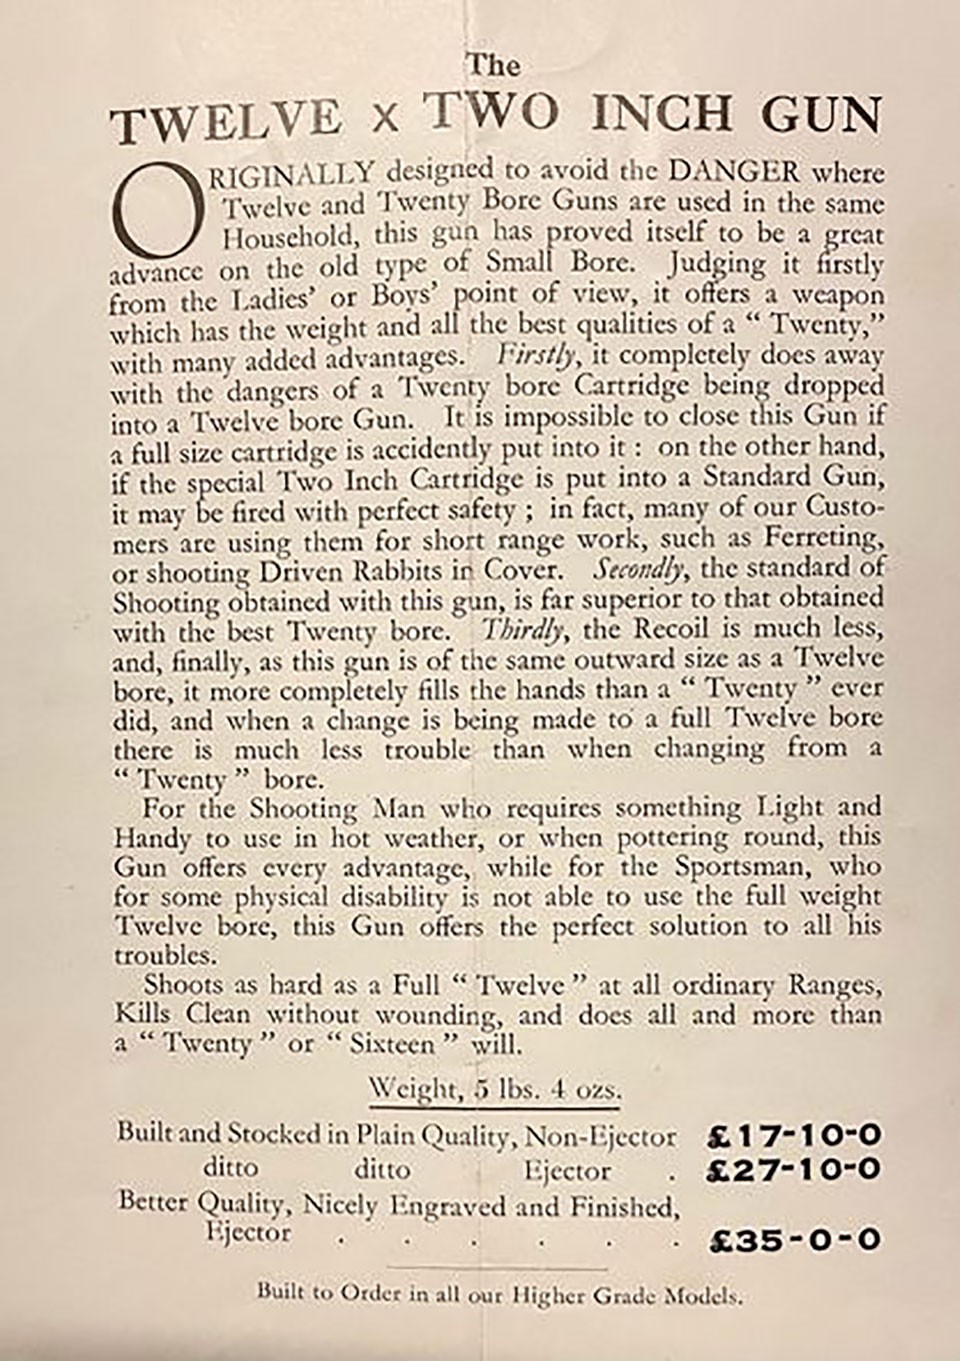 The
TWELVE x TWO INCH GUN
ORIGINALLY designed to avoid the DANGER where
Twelve and Twenty Bore Guns are used in the same
Household, this gun has proved itself to be a great
advance on the old type of Small Bore. Judging it firstly
from the Ladies' or Boys' point of view, it offers a weapon
which has the weight and all the best qualities of a “ Twenty,”
with many added advantages. Firstly, it completely does away
with the dangers of a Twenty bore Cartridge being dropped
into a Twelve bore Gun. It is impossible to close this Gun if
a full size cartridge is accidently put into it : on the other hand,
if the special Two Inch Cartridge is put into a Standard Gun,
it may be fired with perfect safety ; in fact, many of our Custo-
mers are using them for short range work, such as Ferreting,
or shooting Driven Rabbits in Cover. Secondly, the standard of
Shooting obtained with this gun, is far superior to that obtained
with the best Twenty bore. Thirdly, the Recoil is much less,
and, finally, as this gun is of the same outward size as a Twelve
bore, it more completely fills the hands than a “ Twenty ” ever
did, and when a change is being made to a full Twelve bore
there is much less trouble than when changing from a
“ Twenty ” bore.
For the Shooting Man who requires something Light and
Handy to use in hot weather, or when pottering round, this
Gun offers every advantage, while for the Sportsman, who
for some physical disability is not able to use the full weight
Twelve bore, this Gun offers the perfect solution to all his
troubles.
Shoots as hard as a Full “ Twelve ” at all ordinary Ranges,
Kills Clean without wounding, and does all and more than
a “ Twenty ” or “ Sixteen ” will.
Weight, 5 lbs. 4 ozs.
Built and Stocked in Plain Quality, Non-Ejector £17-10-0
ditto ditto Ejector . £27-10-0
Better Quality, Nicely Engraved and Finished,
Ejector . . . . . . £35-0-0
Built to Order in all our Higher Grade Models.